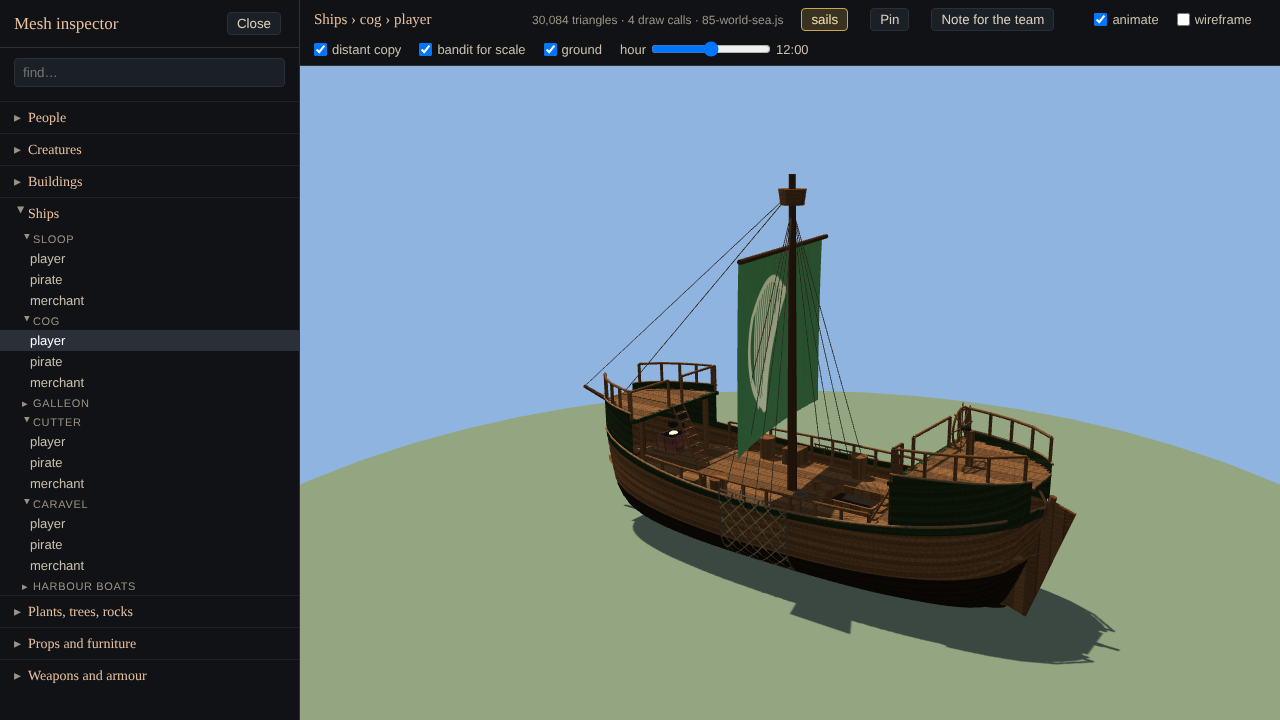 Mesh inspector
Close
find…
People
Creatures
Buildings
Ships
SLOOP
player
pirate
merchant
COG
player
pirate
merchant
GALLEON
CUTTER
player
pirate
merchant
CARAVEL
player
pirate
merchant
HARBOUR BOATS
Plants, trees, rocks
Props and furniture
Weapons and armour
Ships › cog › player
30,084 triangles · 4 draw calls · 85-world-sea.js
sails
Pin
Note for the team
animate
wireframe
distant copy
bandit for scale
ground
hour
12:00